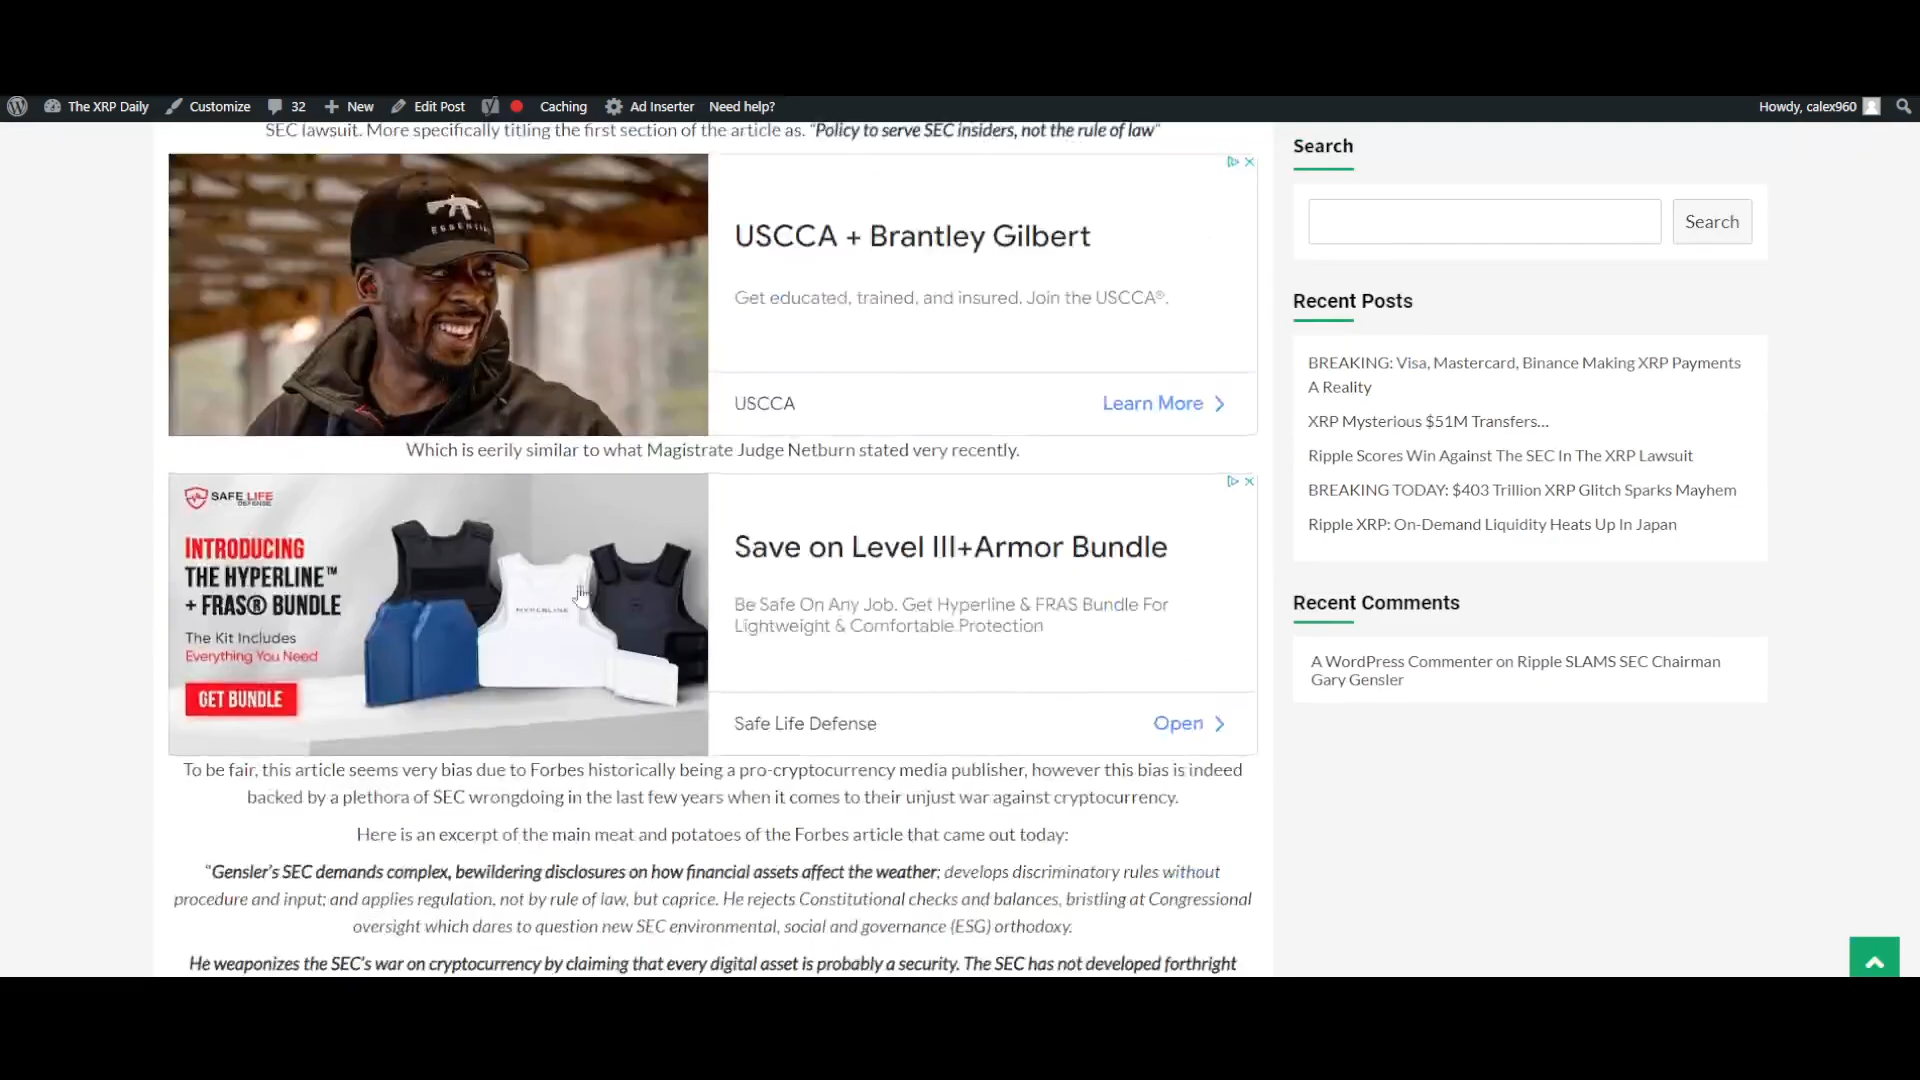 The XRP Daily Customize 32 New Edit Post Caching Ad Inserter Need help? Howdy, calex960
SEC lawsuit. More specifically titling the first section of the article as. “Policy to serve SEC insiders, not the rule of law”
ESSENTIAL
USCCA + Brantley Gilbert
Get educated, trained, and insured. Join the USCCA®.
USCCA
Learn More
Which is eerily similar to what Magistrate Judge Netburn stated very recently.
SAFE LIFE
DEFENSE
INTRODUCING
THE HYPERLINE™
+ FRAS® BUNDLE
The Kit Includes
Everything You Need
GET BUNDLE
HYPERLINE
Save on Level III+Armor Bundle
Be Safe On Any Job. Get Hyperline & FRAS Bundle For
Lightweight & Comfortable Protection
Safe Life Defense
Open
To be fair, this article seems very bias due to Forbes historically being a pro-cryptocurrency media publisher, however this bias is indeed
backed by a plethora of SEC wrongdoing in the last few years when it comes to their unjust war against cryptocurrency.
Here is an excerpt of the main meat and potatoes of the Forbes article that came out today:
“Gensler’s SEC demands complex, bewildering disclosures on how financial assets affect the weather; develops discriminatory rules without
procedure and input; and applies regulation, not by rule of law, but caprice. He rejects Constitutional checks and balances, bristling at Congressional
oversight which dares to question new SEC environmental, social and governance (ESG) orthodoxy.
He weaponizes the SEC’s war on cryptocurrency by claiming that every digital asset is probably a security. The SEC has not developed forthright
Search
Search
Recent Posts
BREAKING: Visa, Mastercard, Binance Making XRP Payments
A Reality
XRP Mysterious $51M Transfers…
Ripple Scores Win Against The SEC In The XRP Lawsuit
BREAKING TODAY: $403 Trillion XRP Glitch Sparks Mayhem
Ripple XRP: On-Demand Liquidity Heats Up In Japan
Recent Comments
A WordPress Commenter on Ripple SLAMS SEC Chairman
Gary Gensler